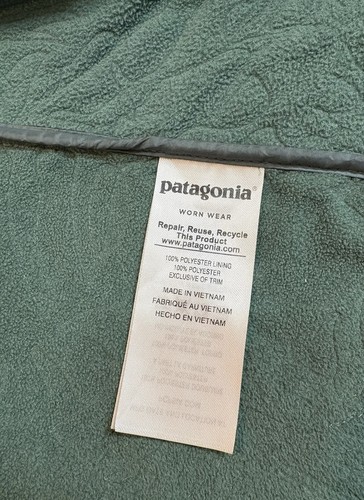 patagonia®
WORN WEAR
Repair, Reuse, Recycle
This Product
www.patagonia.com
100% POLYESTER LINING
100% POLYESTER
EXCLUSIVE OF TRIM
MADE IN VIETNAM
FABRIQUÉ AU VIETNAM
HECHO EN VIETNAM